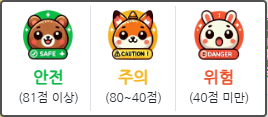 SAFE
CAUTION !
DANGER
안전
주의
위험
(81점 이상)
(80~40점)
(40점 미만)